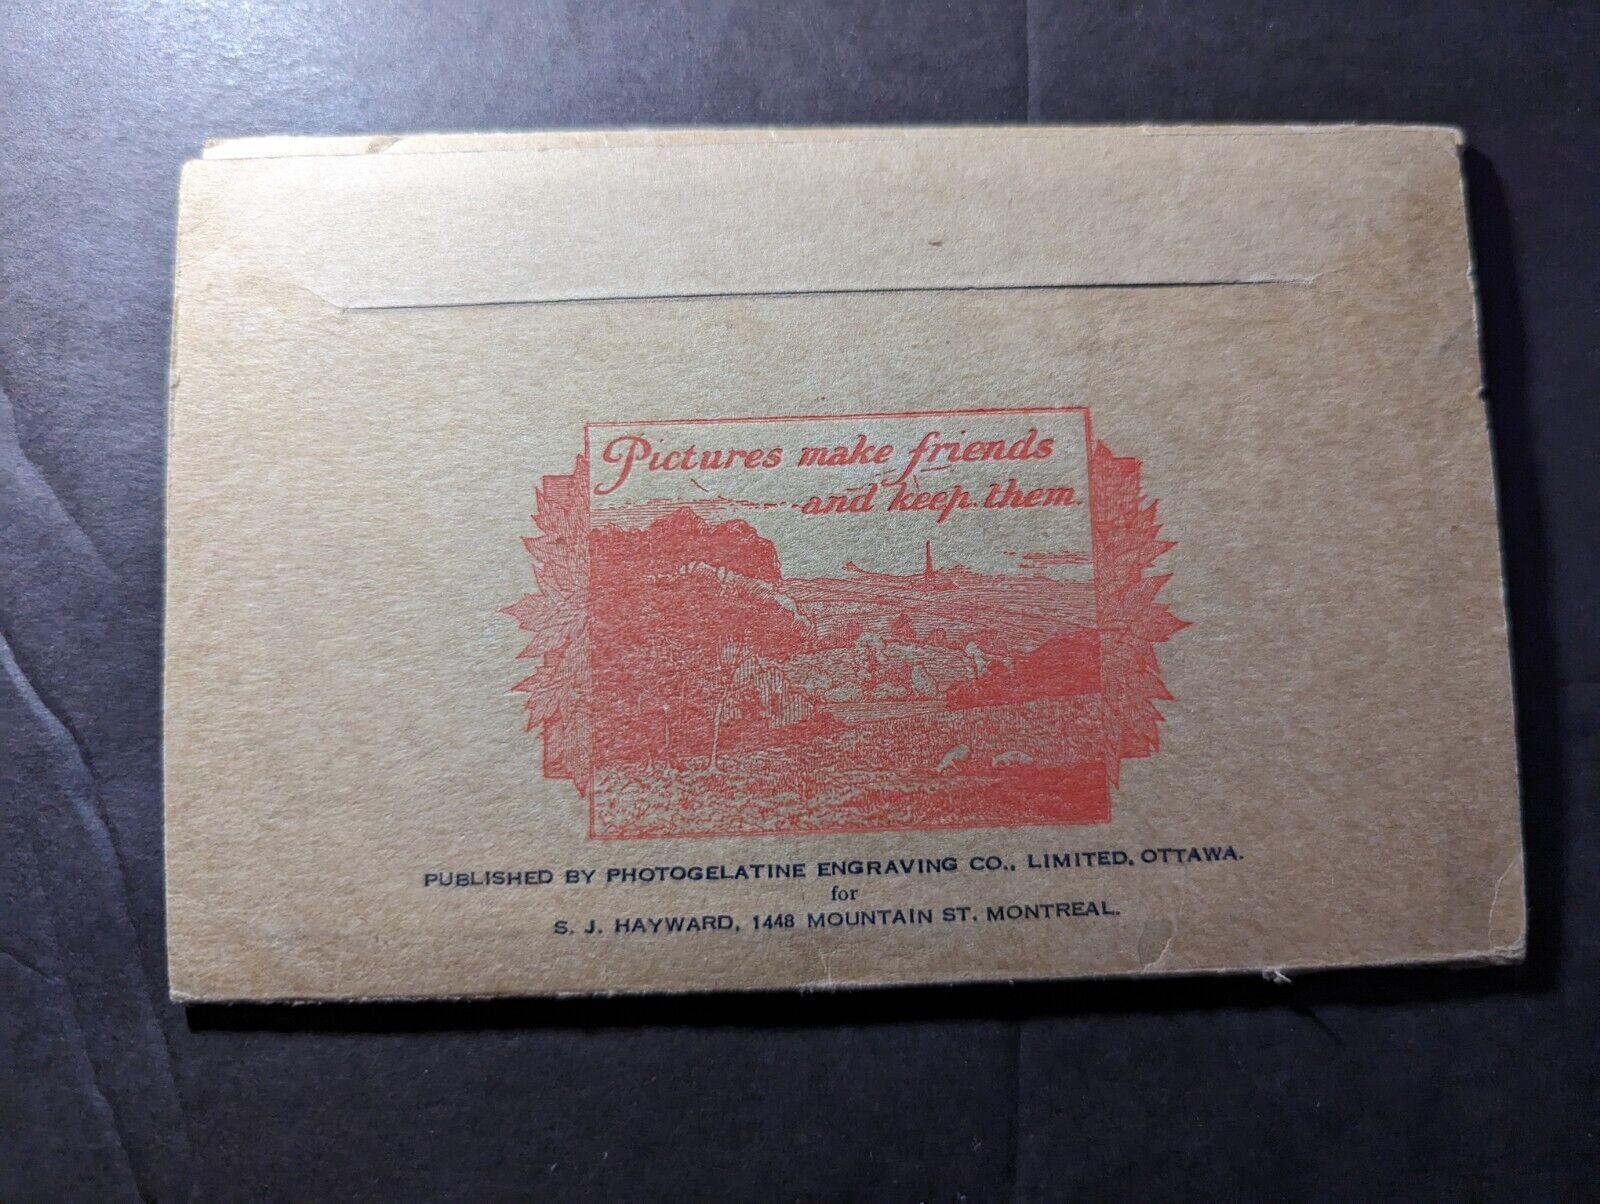 Pictures make friends
and keep them.
PUBLISHED BY PHOTOGELATINE ENGRAVING CO., LIMITED, OTTAWA.
for
S. J. HAYWARD, 1448 MOUNTAIN ST. MONTREAL.